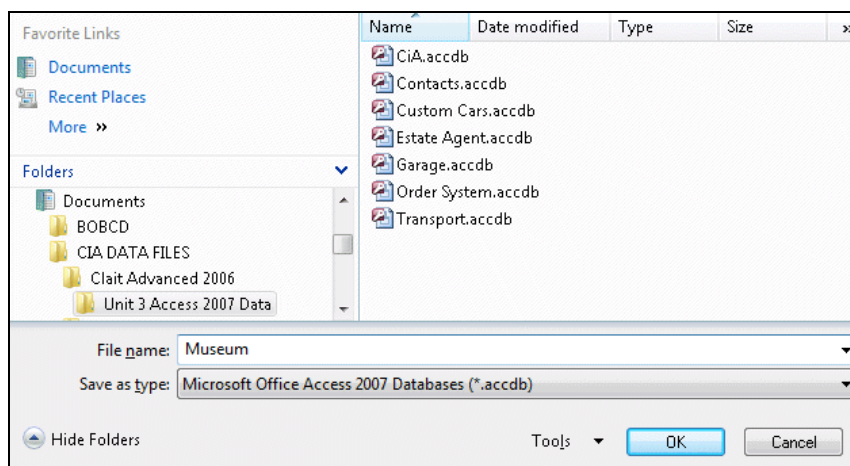 Favorite Links
Documents
Recent Places
More »
Folders
Documents
BOBCD
CIA DATA FILES
Clait Advanced 2006
Unit 3 Access 2007 Data
Name Date modified Type Size »
CiA.accdb
Contacts.accdb
Custom Cars.accdb
Estate Agent.accdb
Garage.accdb
Order System.accdb
Transport.accdb
File name: Museum
Save as type: Microsoft Office Access 2007 Databases (*.accdb)
Hide Folders Tools OK Cancel